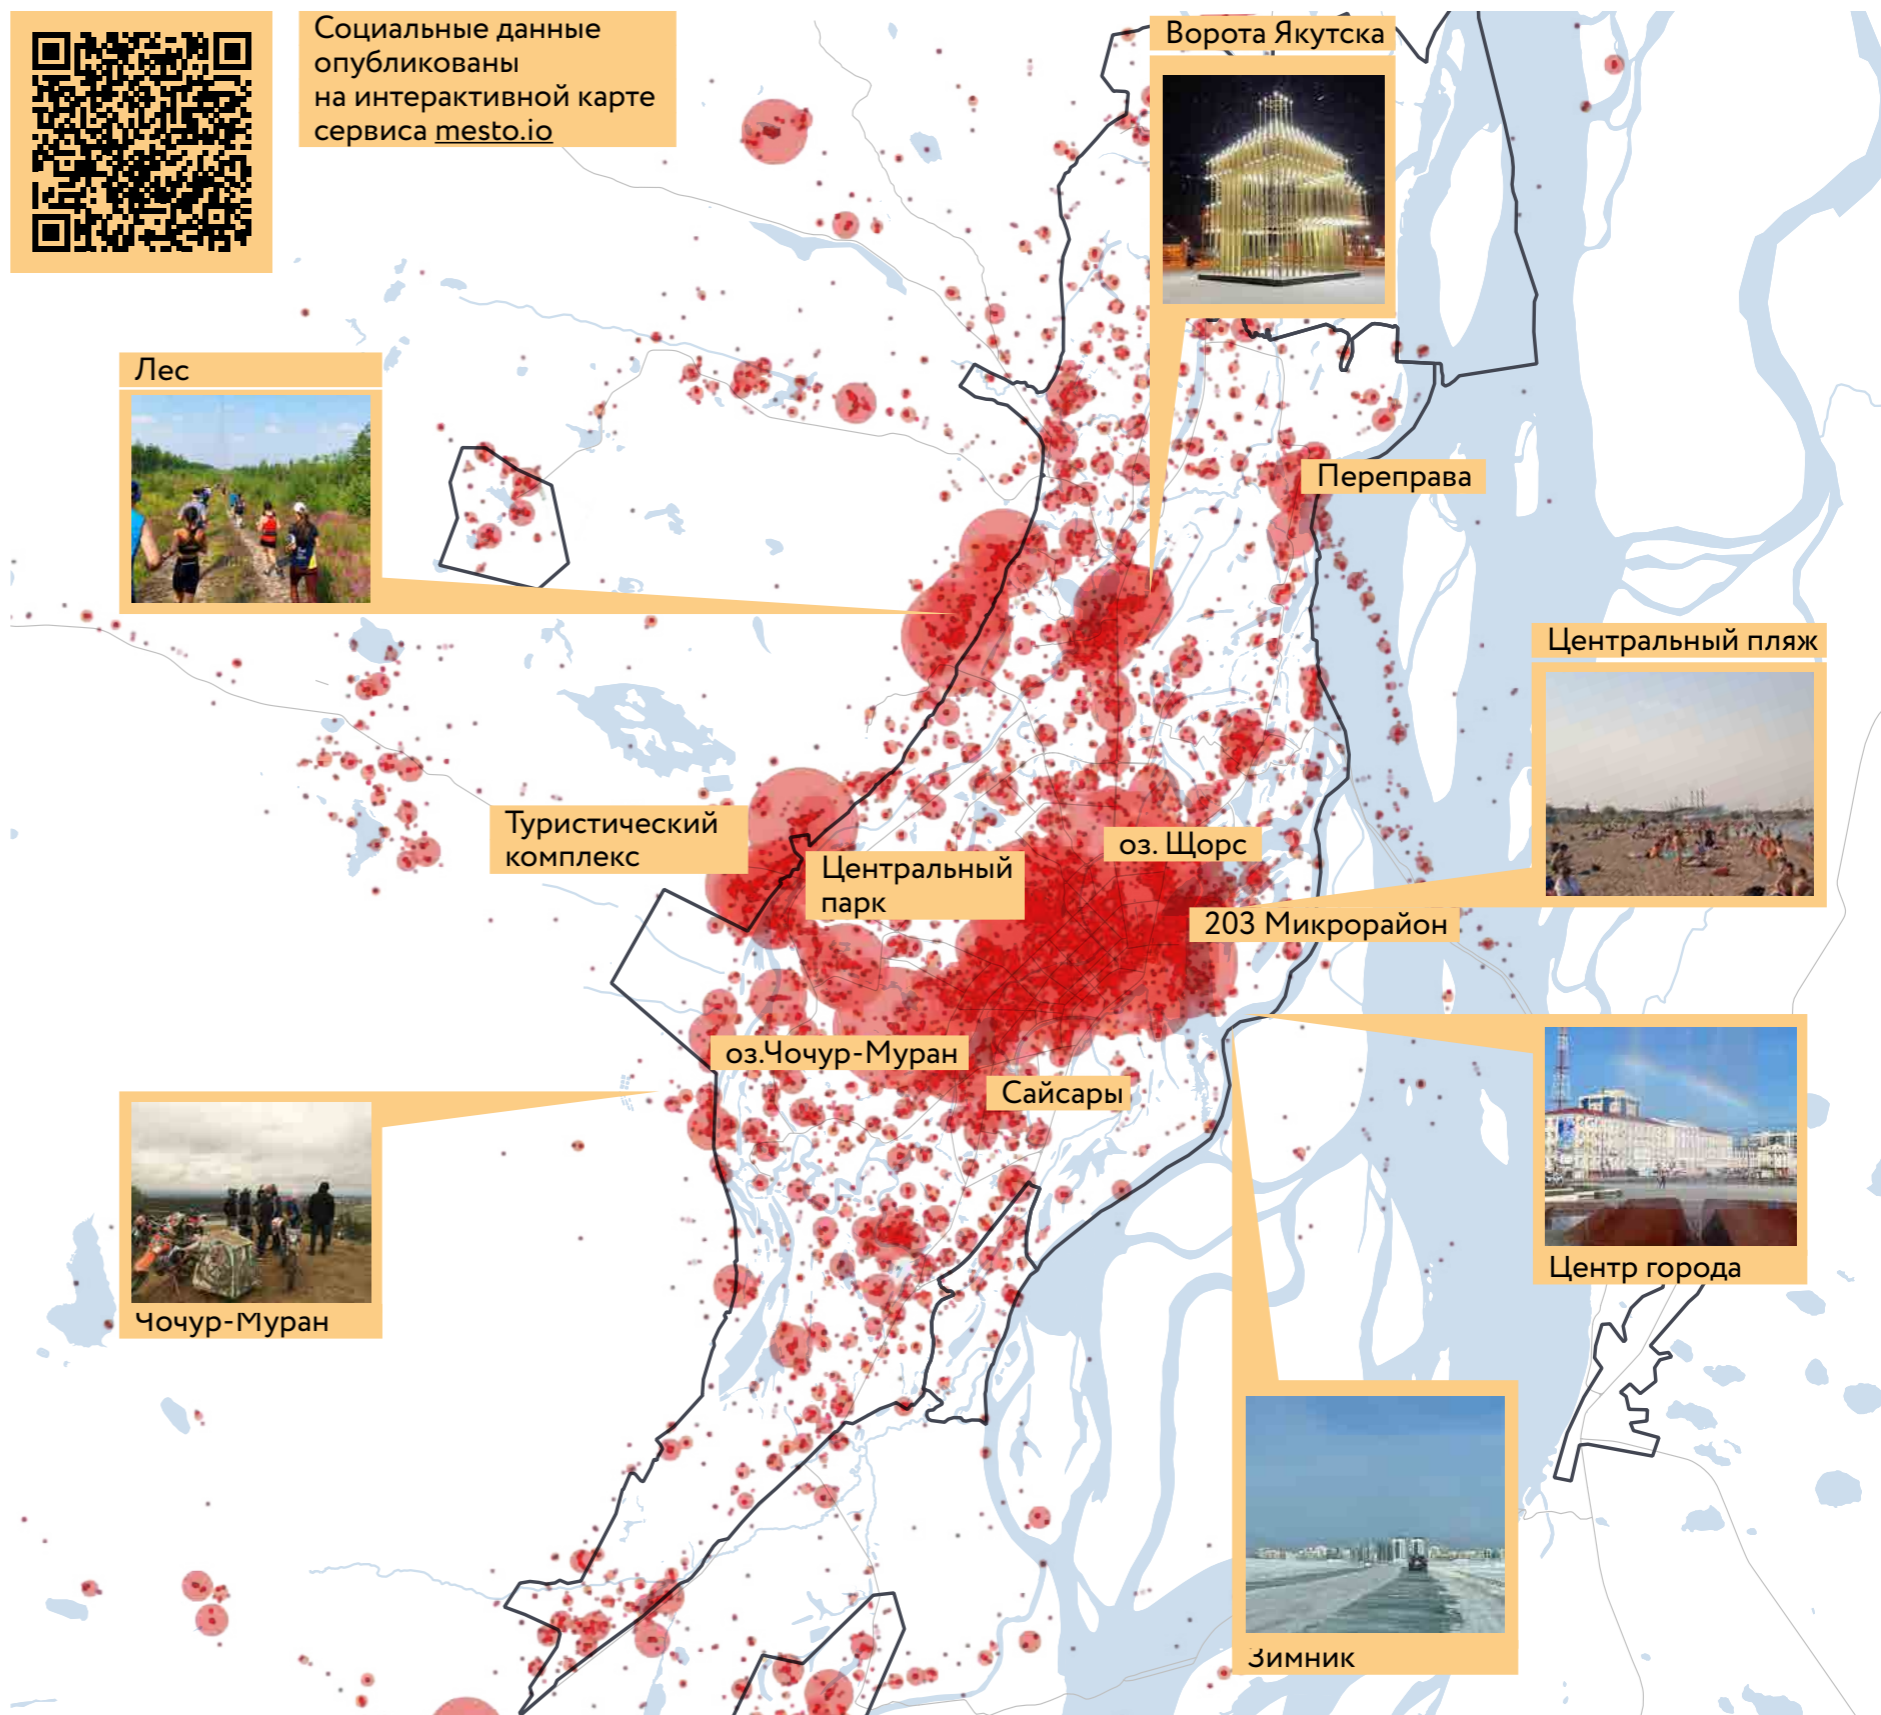 Социальные данные
опубликованы
на интерактивной карте
сервиса mesto.io
Ворота Якутска
Лес
Переправа
Центральный пляж
Туристический
комплекс
оз. Щорс
Центральный
парк
203 Микрорайон
оз.Чочур-Муран
Сайсары
Центр города
Чочур-Муран
Зимник